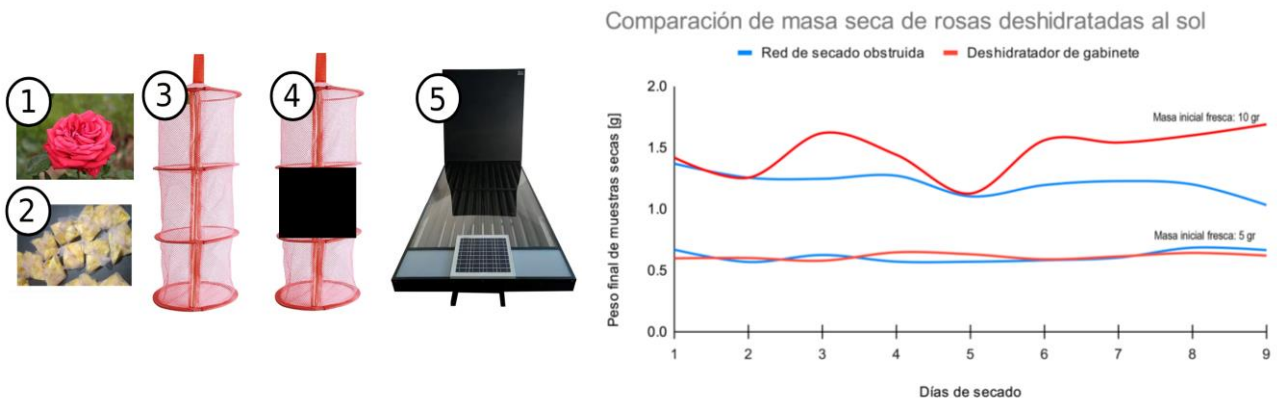 1
2
3
4
5
Comparación de masa seca de rosas deshidratadas al sol
Red de secado obstruida
Deshidratador de gabinete
Peso final de muestras secas [g]
2.0
1.5
1.0
0.5
0.0
Masa inicial fresca: 10 gr
Masa inicial fresca: 5 gr
1 2 3 4 5 6 7 8 9
Días de secado